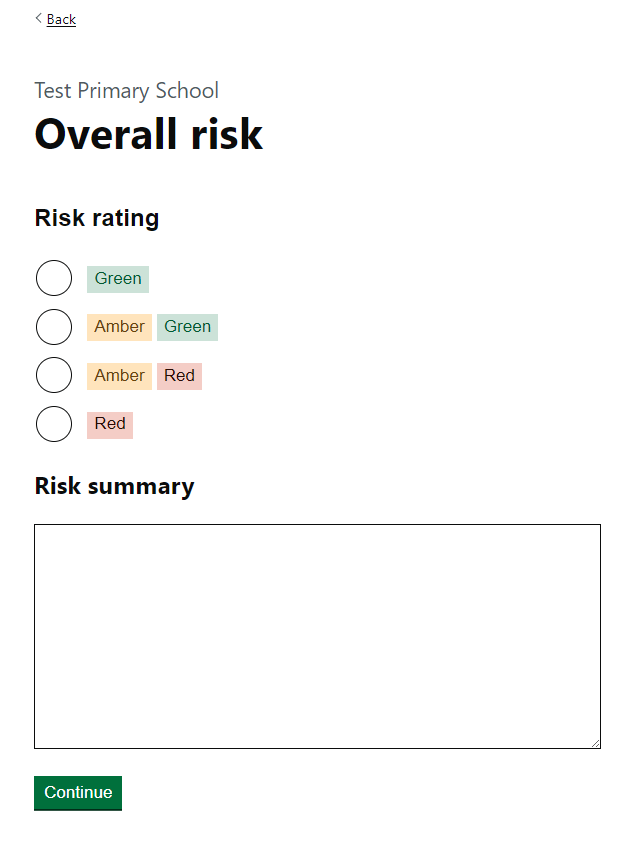 Back
Test Primary School
Overall risk
Risk rating
Green
Amber Green
Amber Red
Red
Risk summary
Continue